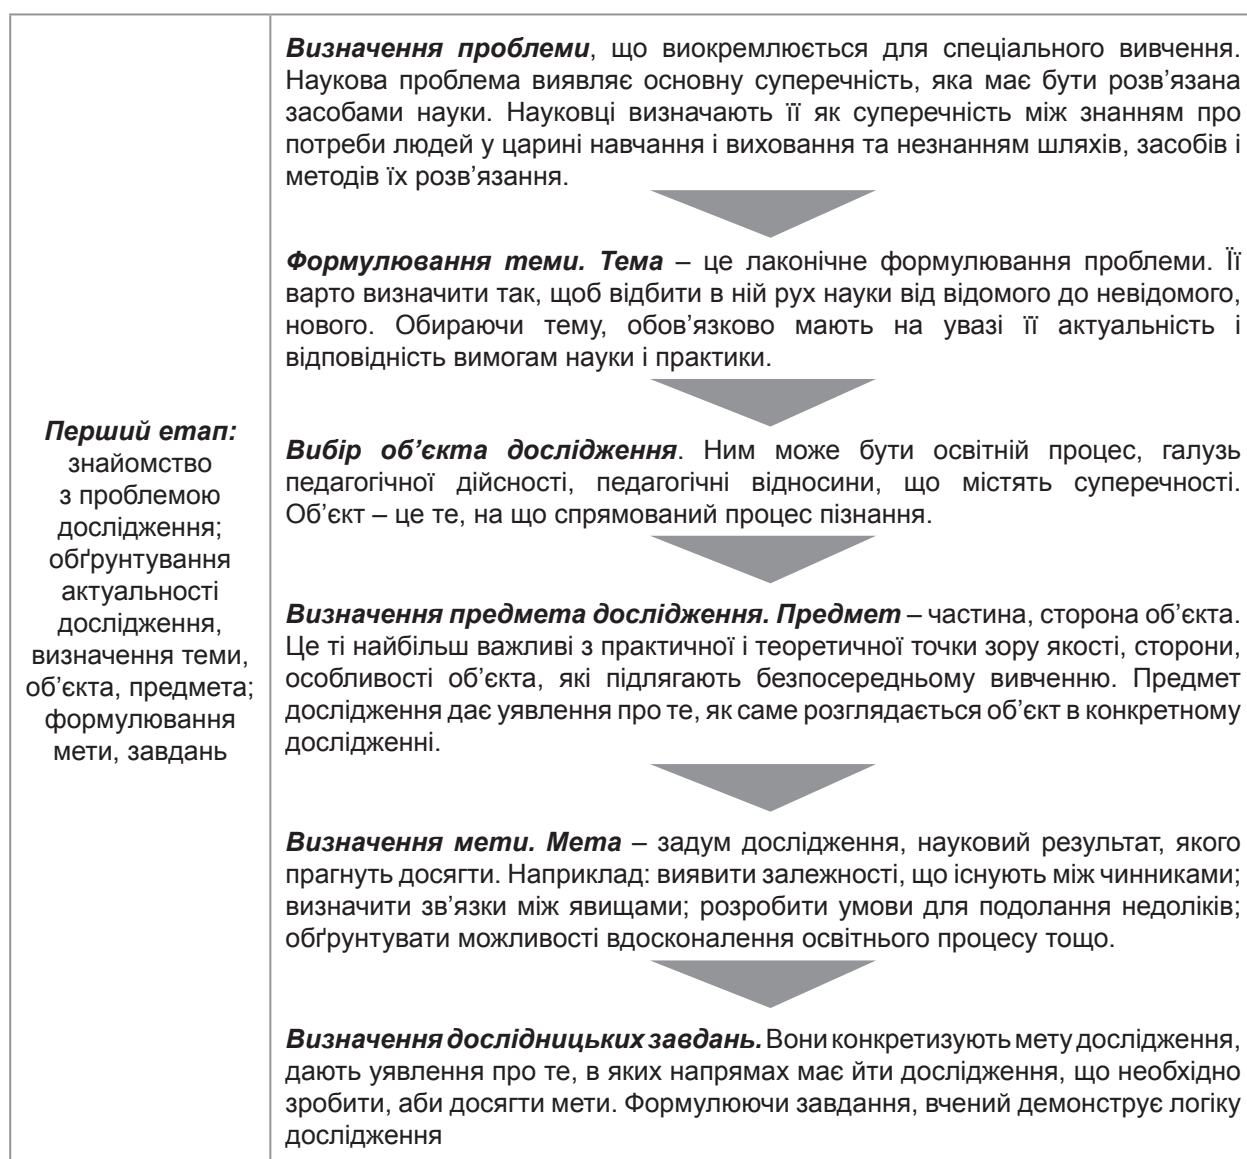 Перший етап:
знайомство
з проблемою
дослідження;
обґрунтування
актуальності
дослідження,
визначення теми,
об’єкта, предмета;
формулювання
мети, завдань
Визначення проблеми, що виокремлюється для спеціального вивчення.
Наукова проблема виявляє основну суперечність, яка має бути розв’язана
засобами науки. Науковці визначають її як суперечність між знанням про
потреби людей у царині навчання і виховання та незнанням шляхів, засобів і
методів їх розв’язання.
Формулювання теми. Тема – це лаконічне формулювання проблеми. Її
варто визначити так, щоб відбити в ній рух науки від відомого до невідомого,
нового. Обираючи тему, обов’язково мають на увазі її актуальність і
відповідність вимогам науки і практики.
Вибір об’єкта дослідження. Ним може бути освітній процес, галузь
педагогічної дійсності, педагогічні відносини, що містять суперечності.
Об’єкт – це те, на що спрямований процес пізнання.
Визначення предмета дослідження. Предмет – частина, сторона об’єкта.
Це ті найбільш важливі з практичної і теоретичної точки зору якості, сторони,
особливості об’єкта, які підлягають безпосередньому вивченню. Предмет
дослідження дає уявлення про те, як саме розглядається об’єкт в конкретному
дослідженні.
Визначення мети. Мета – задум дослідження, науковий результат, якого
прагнуть досягти. Наприклад: виявити залежності, що існують між чинниками;
визначити зв’язки між явищами; розробити умови для подолання недоліків;
обґрунтувати можливості вдосконалення освітнього процесу тощо.
Визначення дослідницьких завдань. Вони конкретизують мету дослідження,
дають уявлення про те, в яких напрямах має йти дослідження, що необхідно
зробити, аби досягти мети. Формулюючи завдання, вчений демонструє логіку
дослідження